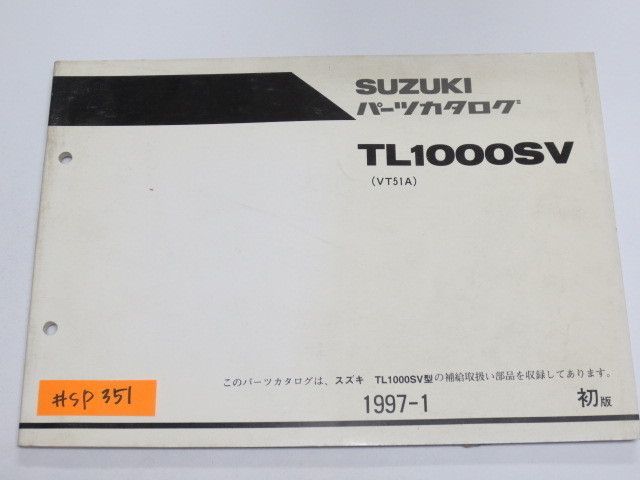 SUZUKI
パーツカタログ
TL1000SV
(VT51A)
このパーツカタログは、スズキ TL1000SV型の補給取扱い部品を収録してあります。
#SP 351
1997-1
初版